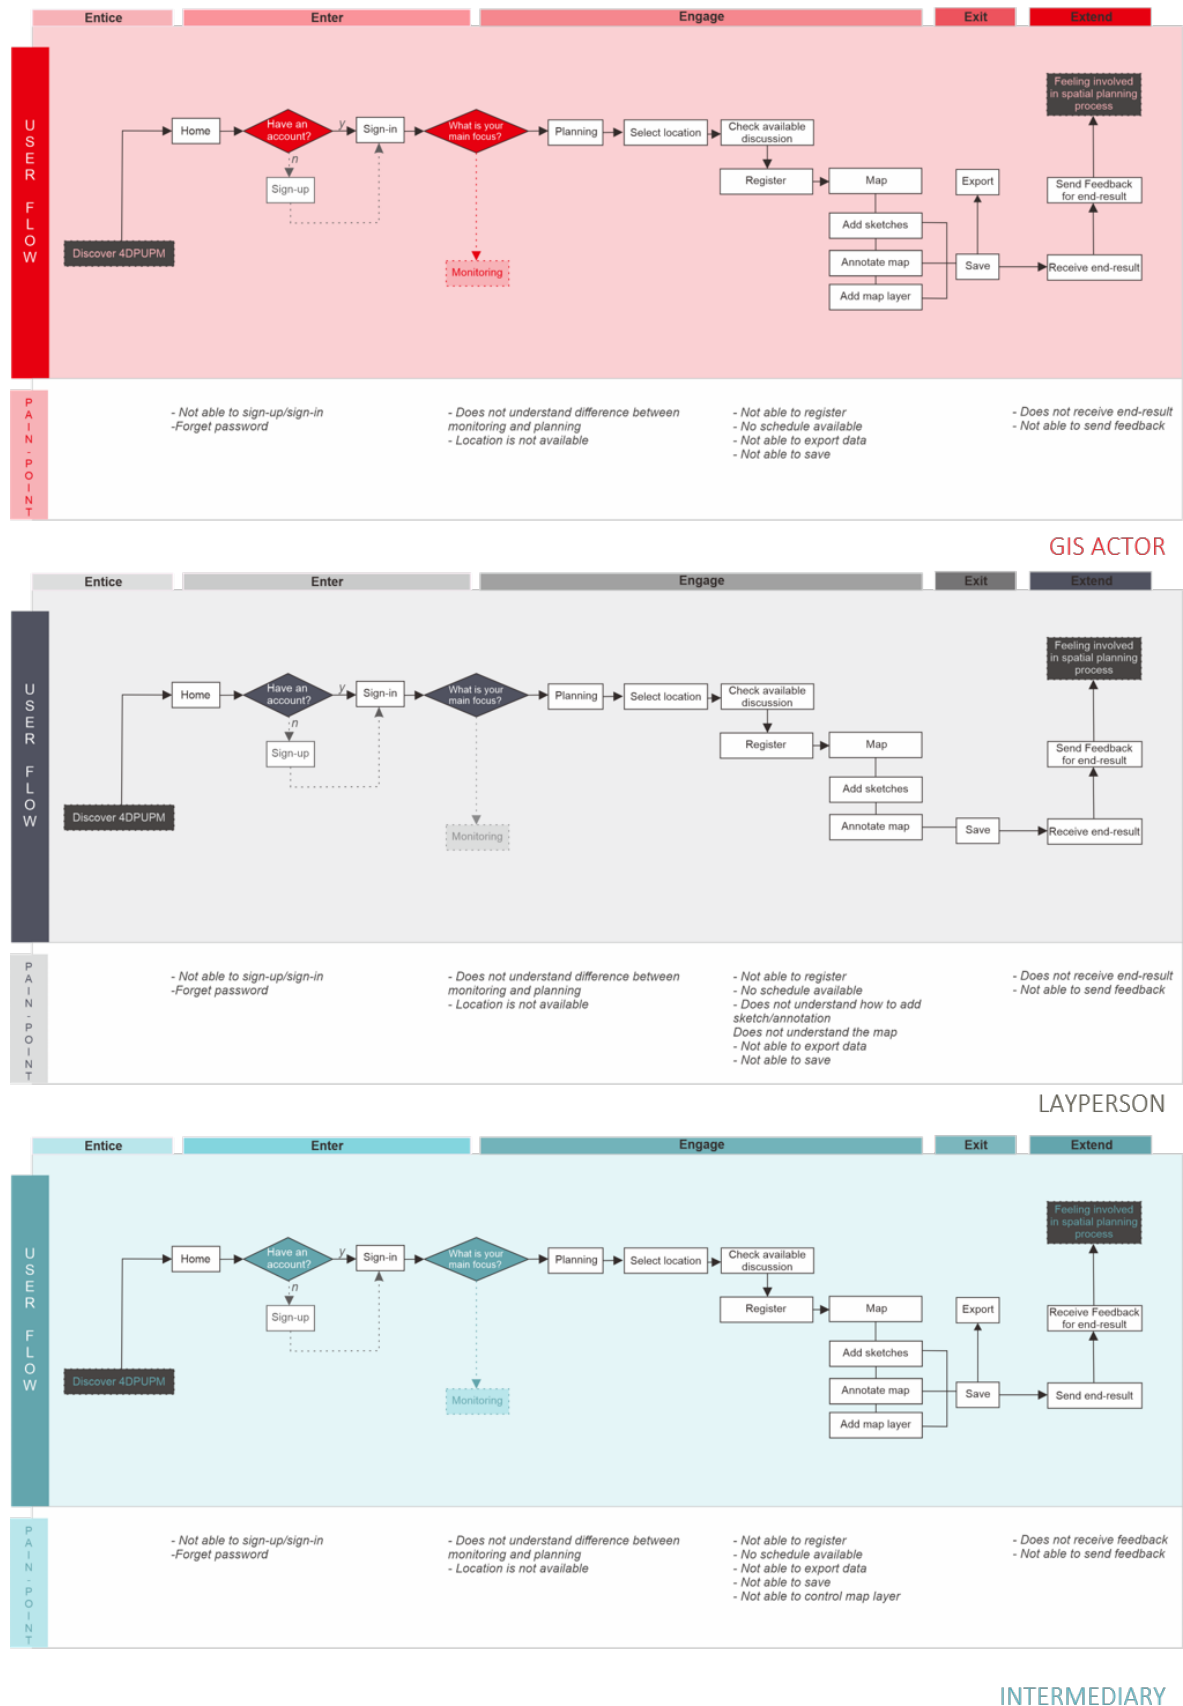 Entice
Enter
Engage
Exit
Extend
USER FLOW
Discover 4DPUPM
Home
Have an
account?
y
n
Sign-up
Sign-in
What is your
main focus?
Monitoring
Planning
Select location
Check available
discussion
Register
Map
Add sketches
Annotate map
Add map layer
Export
Save
Feeling involved
in spatial planning
process
Send Feedback
for end-result
Receive end-result
PAIN-POINT
- Not able to sign-up/sign-in
-Forget password
- Does not understand difference between
monitoring and planning
- Location is not available
- Not able to register
- No schedule available
- Not able to export data
- Not able to save
- Does not receive end-result
- Not able to send feedback
GIS ACTOR
Entice
Enter
Engage
Exit
Extend
USER FLOW
Discover 4DPUPM
Home
Have an
account?
y
n
Sign-up
Sign-in
What is your
main focus?
Monitoring
Planning
Select location
Check available
discussion
Register
Map
Add sketches
Annotate map
Save
Feeling involved
in spatial planning
process
Send Feedback
for end-result
Receive end-result
PAIN-POINT
- Not able to sign-up/sign-in
-Forget password
- Does not understand difference between
monitoring and planning
- Location is not available
- Not able to register
- No schedule available
- Does not understand how to add
sketch/annotation
Does not understand the map
- Not able to export data
- Not able to save
- Does not receive end-result
- Not able to send feedback
LAYPERSON
Entice
Enter
Engage
Exit
Extend
USER FLOW
Discover 4DPUPM
Home
Have an
account?
y
n
Sign-up
Sign-in
What is your
main focus?
Monitoring
Planning
Select location
Check available
discussion
Register
Map
Add sketches
Annotate map
Add map layer
Export
Save
Feeling involved
in spatial planning
process
Receive Feedback
for end-result
Send end-result
PAIN-POINT
- Not able to sign-up/sign-in
-Forget password
- Does not understand difference between
monitoring and planning
- Location is not available
- Not able to register
- No schedule available
- Not able to export data
- Not able to save
- Not able to control map layer
- Does not receive feedback
- Not able to send feedback
INTERMEDIARY